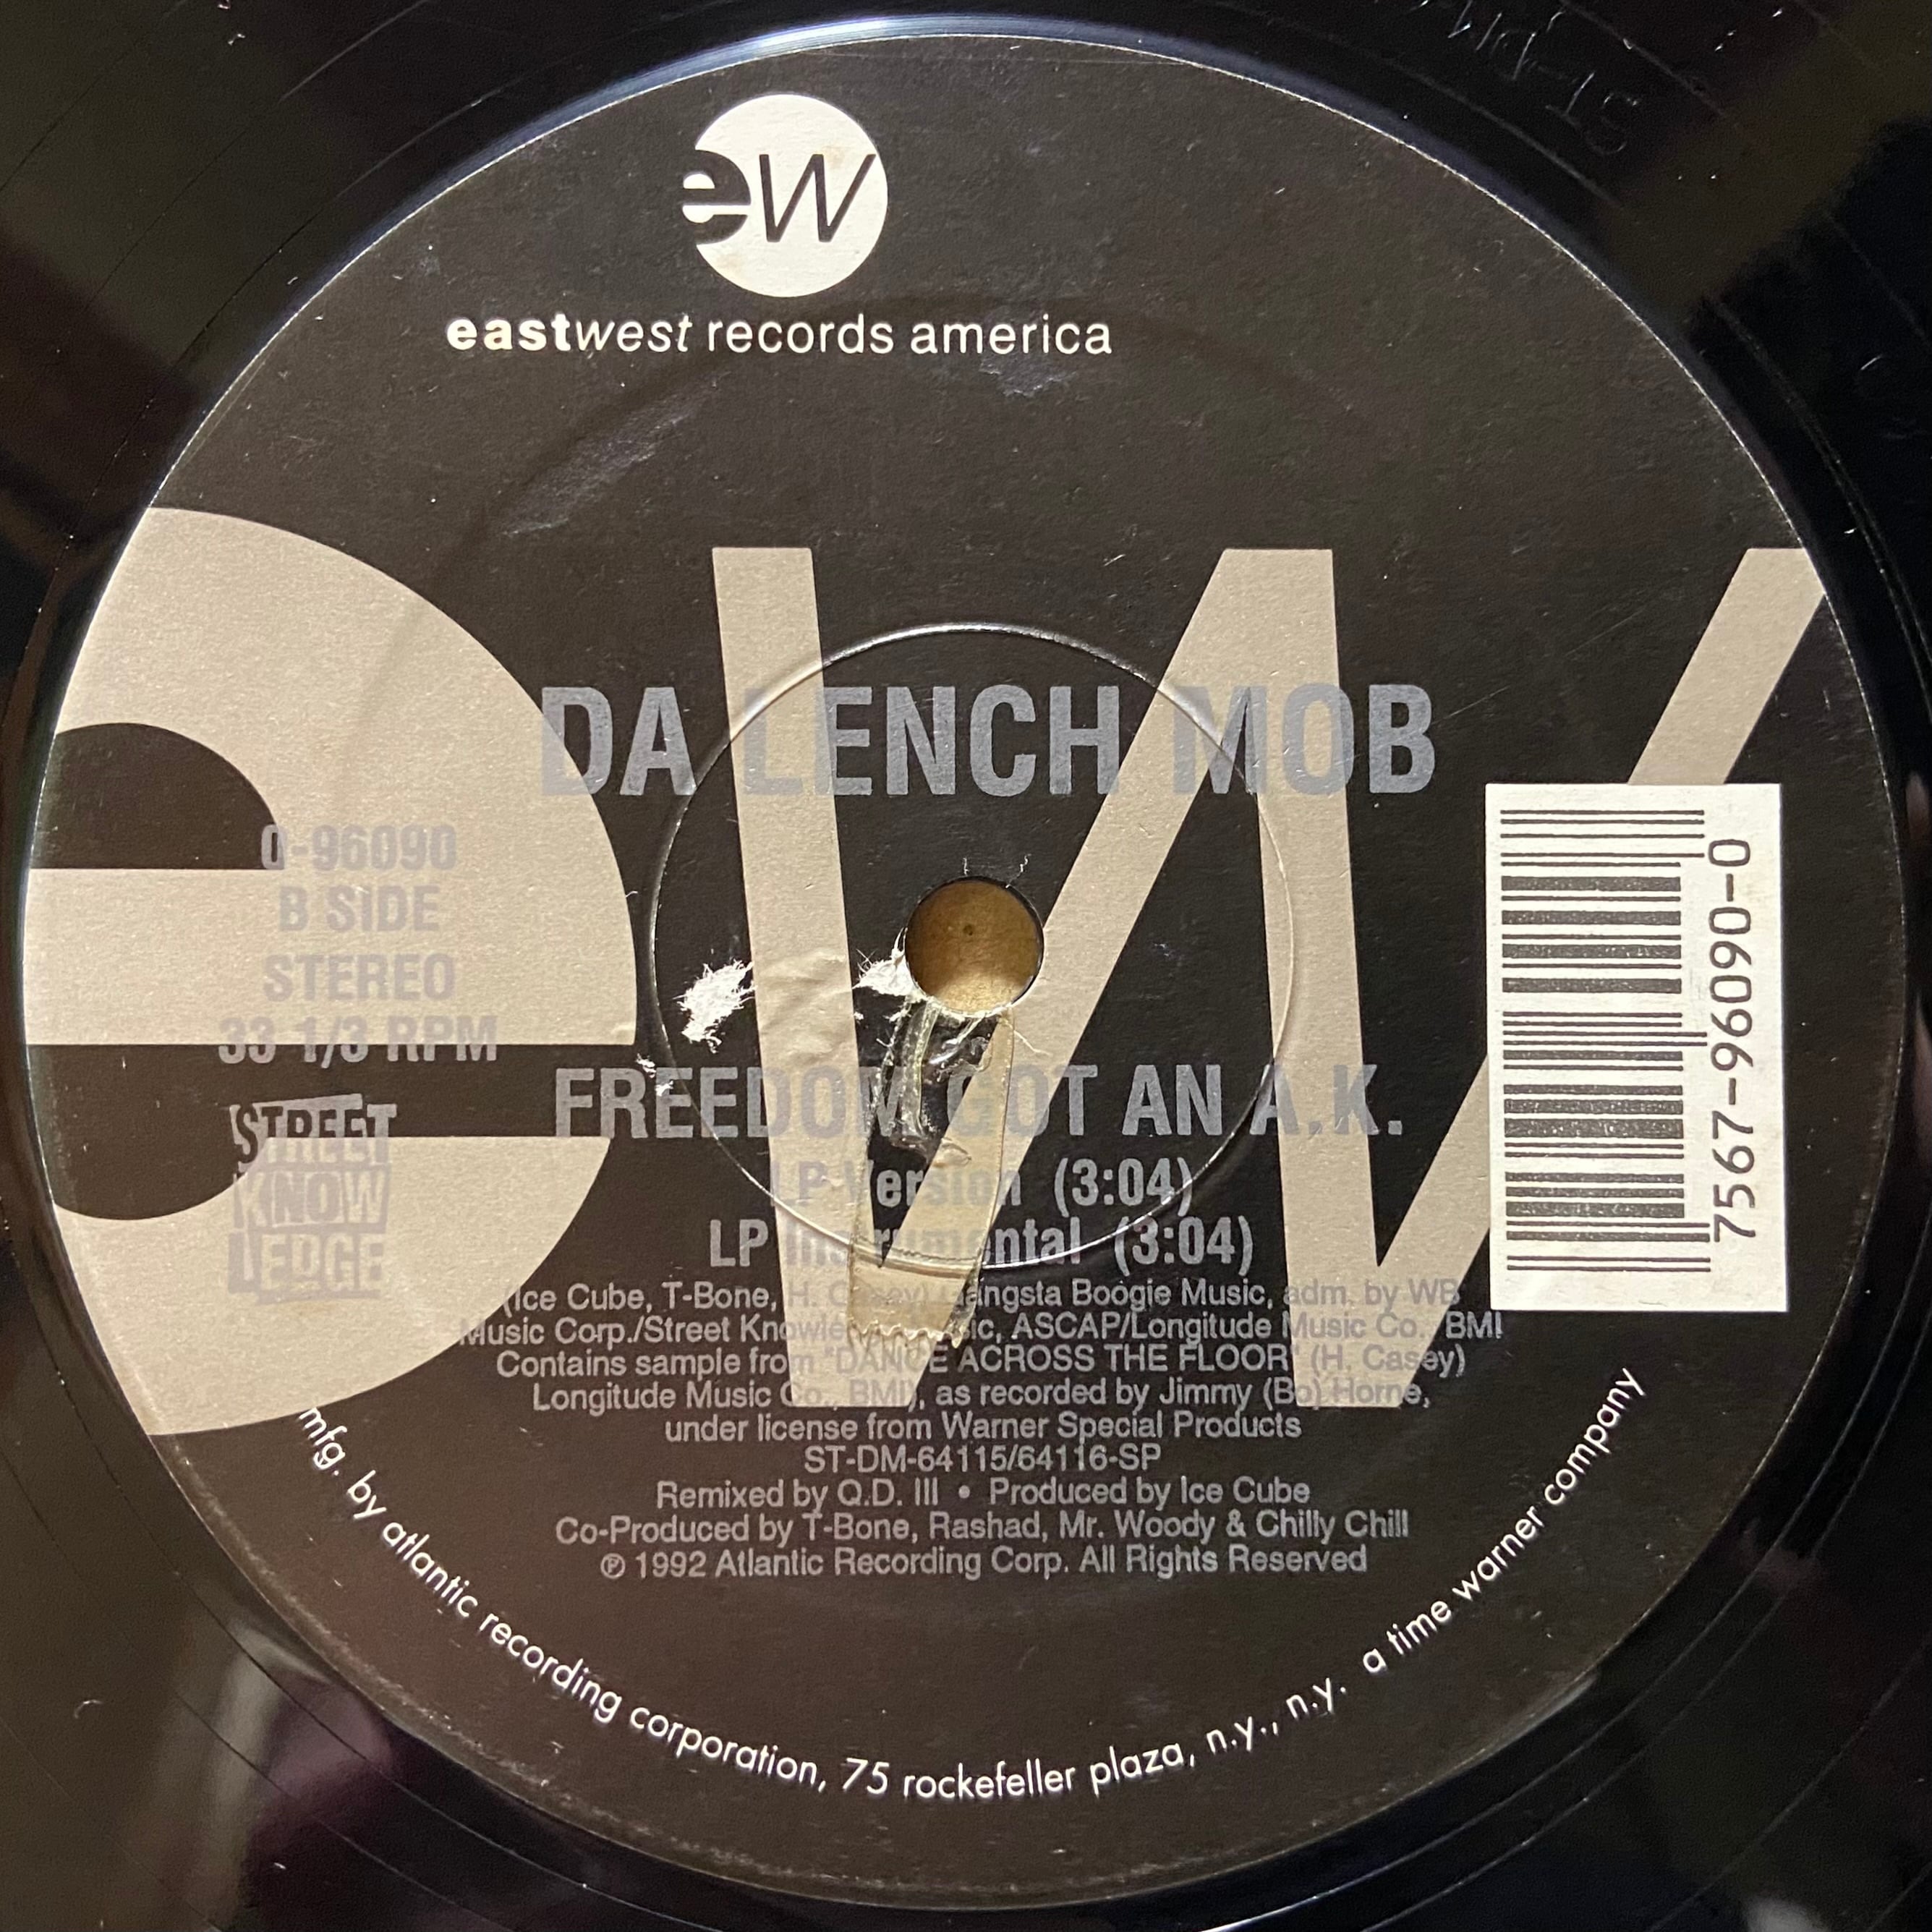 ew
eastwest records america
ew
DA LENCH MOB
0-96090
B SIDE
STEREO
33 1/3 RPM
STREET
KNOW
LEDGE
7567-96090-0
FREEDOM GOT AN A.K.
LP Version (3:04)
LP Instrumental (3:04)
(Ice Cube, T-Bone, H. Casey) Gangsta Boogie Music, adm. by WB
Music Corp./Street Knowledge Music, ASCAP/Longitude Music Co., BMI
Contains sample from "DANCE ACROSS THE FLOOR" (H. Casey)
Longitude Music Co., BMI), as recorded by Jimmy (Bo) Horne,
under license from Warner Special Products
ST-DM-64115/64116-SP
Remixed by Q.D. III • Produced by Ice Cube
Co-Produced by T-Bone, Rashad, Mr. Woody & Chilly Chill
℗ 1992 Atlantic Recording Corp. All Rights Reserved
mfg. by atlantic recording corporation, 75 rockefeller plaza, n.y., n.y. a time warner company